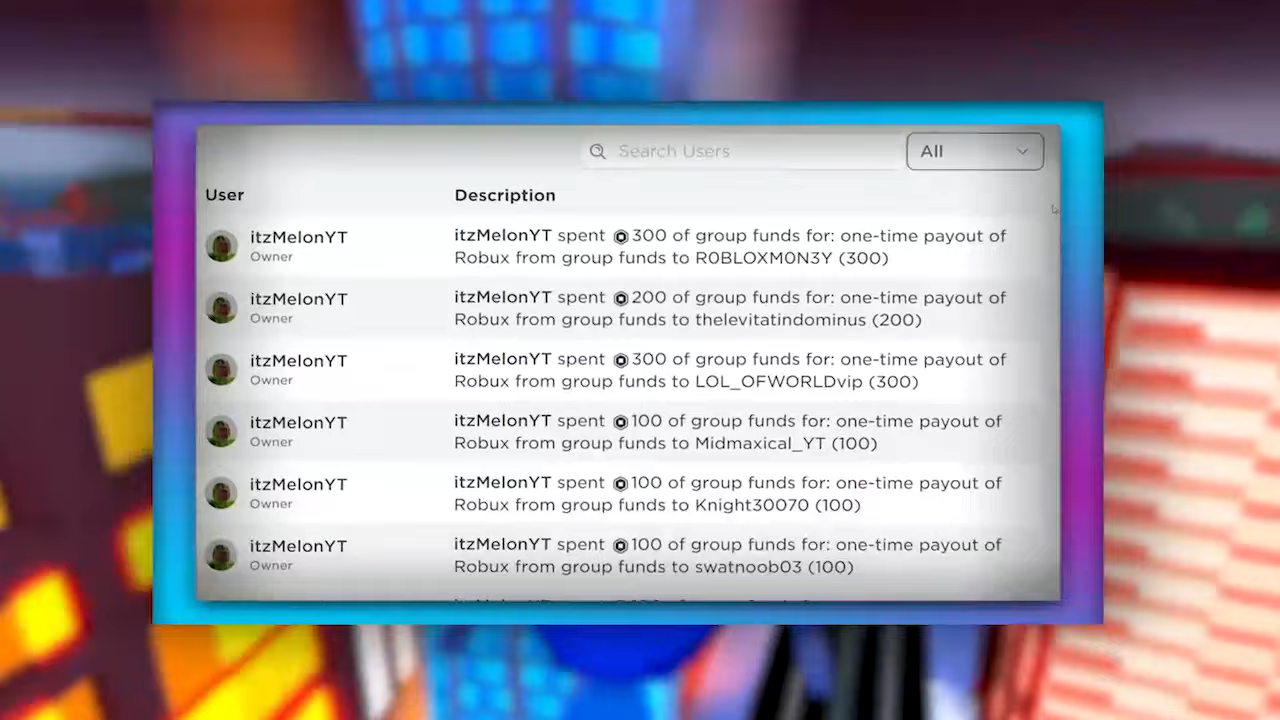 Search Users
All
User
Description
itzMelonYT
Owner
itzMelonYT spent 300 of group funds for: one-time payout of
Robux from group funds to R0BLOXM0N3Y (300)
itzMelonYT
Owner
itzMelonYT spent 200 of group funds for: one-time payout of
Robux from group funds to thelevitatindominus (200)
itzMelonYT
Owner
itzMelonYT spent 300 of group funds for: one-time payout of
Robux from group funds to LOL_OFWORLDvip (300)
itzMelonYT
Owner
itzMelonYT spent 100 of group funds for: one-time payout of
Robux from group funds to Midmaxical_YT (100)
itzMelonYT
Owner
itzMelonYT spent 100 of group funds for: one-time payout of
Robux from group funds to Knight30070 (100)
itzMelonYT
Owner
itzMelonYT spent 100 of group funds for: one-time payout of
Robux from group funds to swatnoob03 (100)